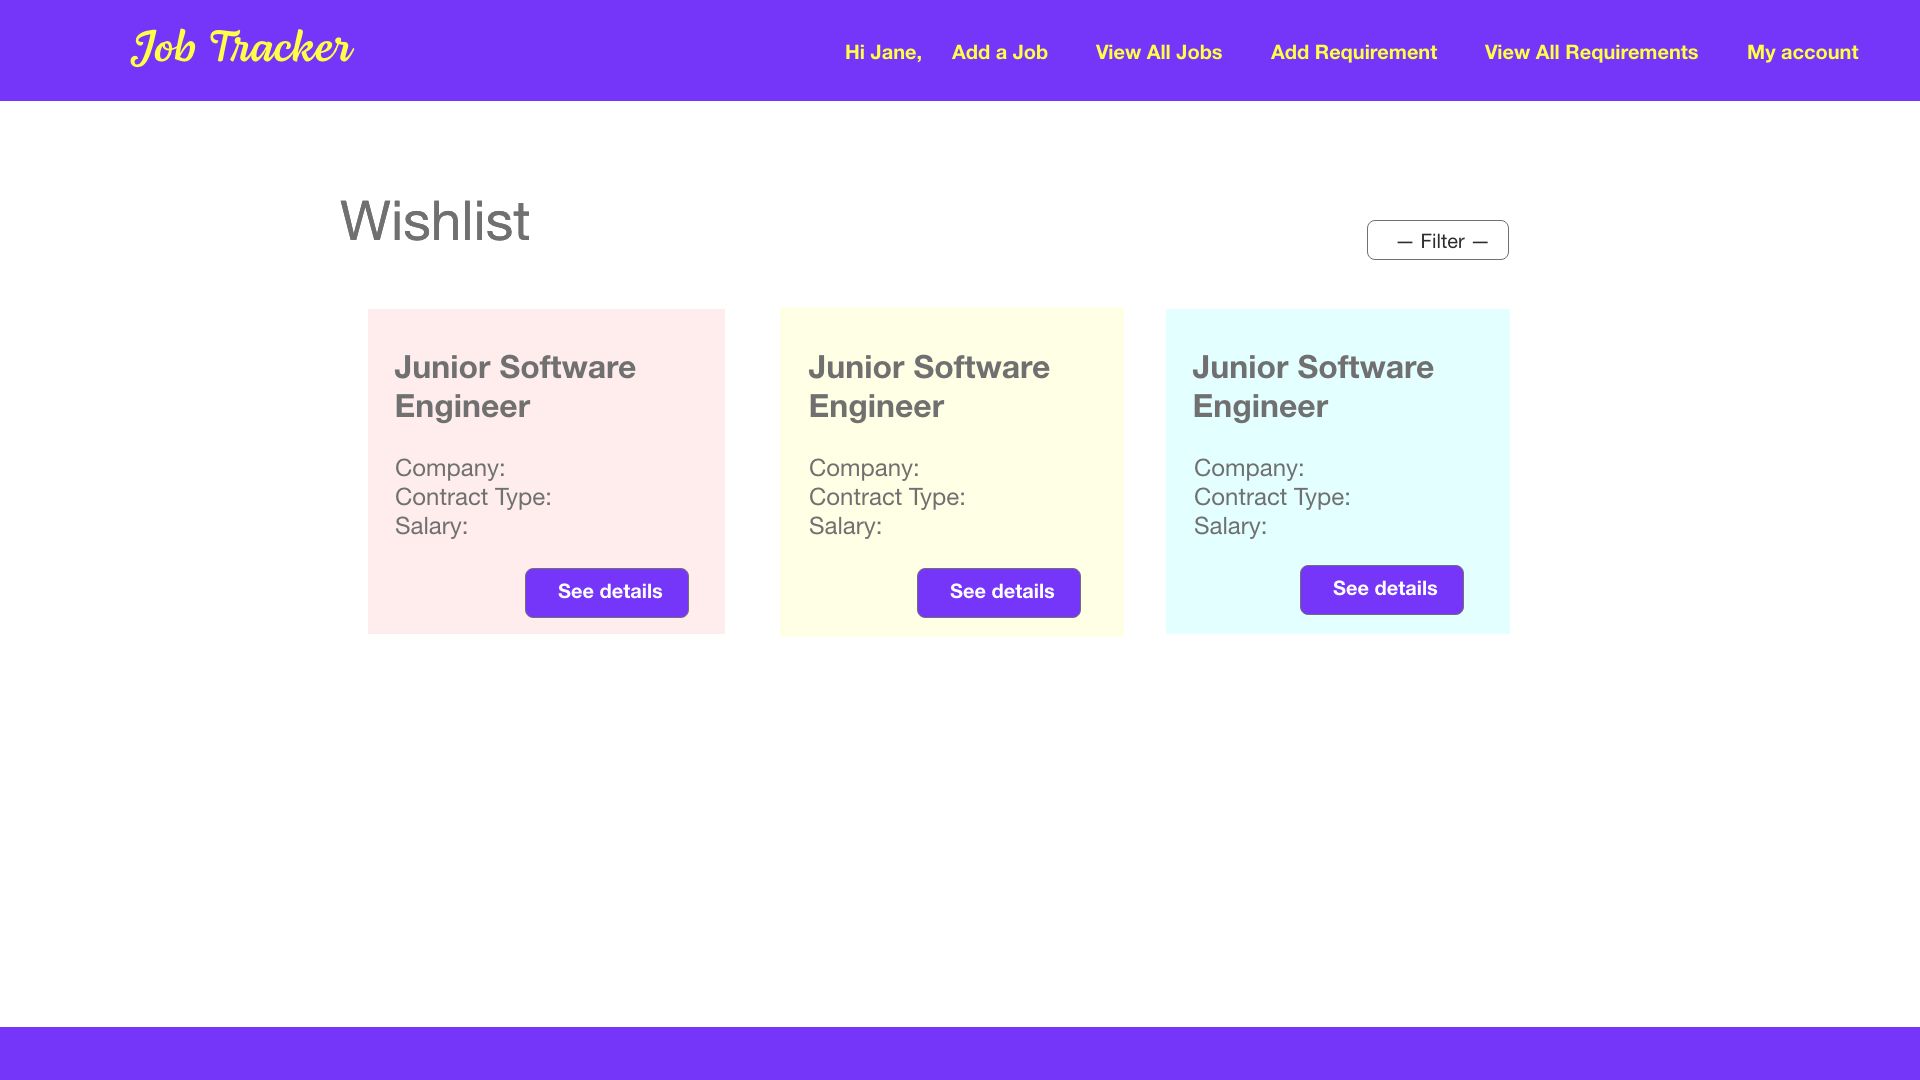 Job Tracker
Hi Jane, Add a Job View All Jobs Add Requirement View All Requirements My account
Wishlist
— Filter —
Junior Software
Engineer
Company:
Contract Type:
Salary:
See details
Junior Software
Engineer
Company:
Contract Type:
Salary:
See details
Junior Software
Engineer
Company:
Contract Type:
Salary:
See details